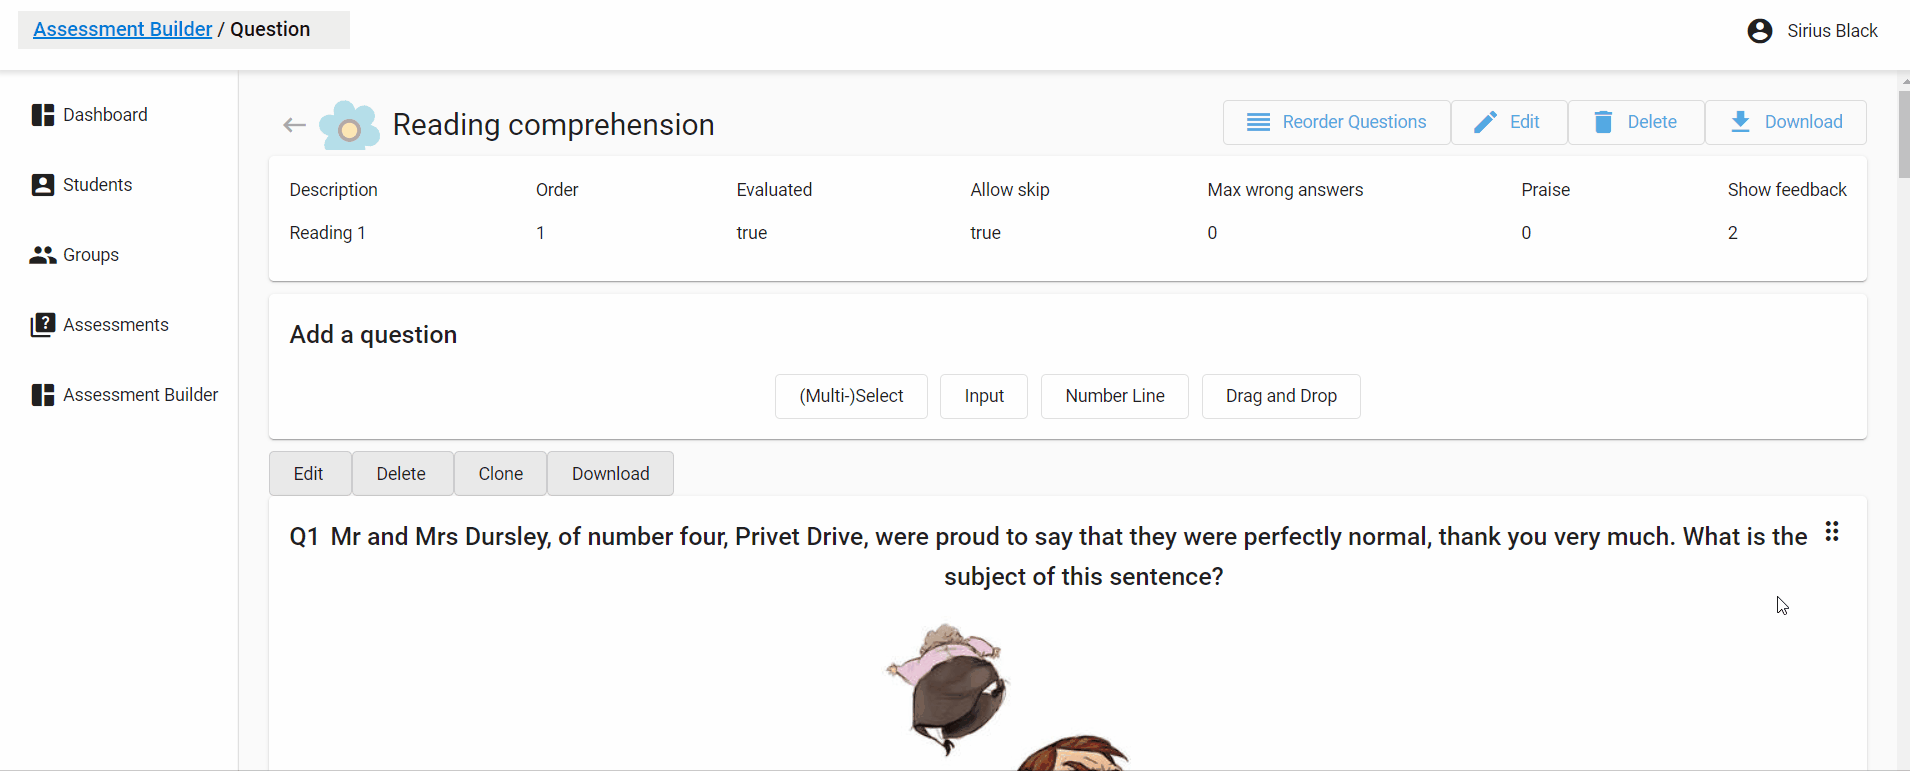 Assessment Builder / Question
Sirius Black
Dashboard
Students
Groups
Assessments
Assessment Builder
Reading comprehension
Reorder Questions Edit Delete Download
Description Order Evaluated Allow skip Max wrong answers Praise Show feedback
Reading 1 1 true true 0 0 2
Add a question
(Multi-)Select Input Number Line Drag and Drop
Edit Delete Clone Download
Q1 Mr and Mrs Dursley, of number four, Privet Drive, were proud to say that they were perfectly normal, thank you very much. What is the
subject of this sentence?